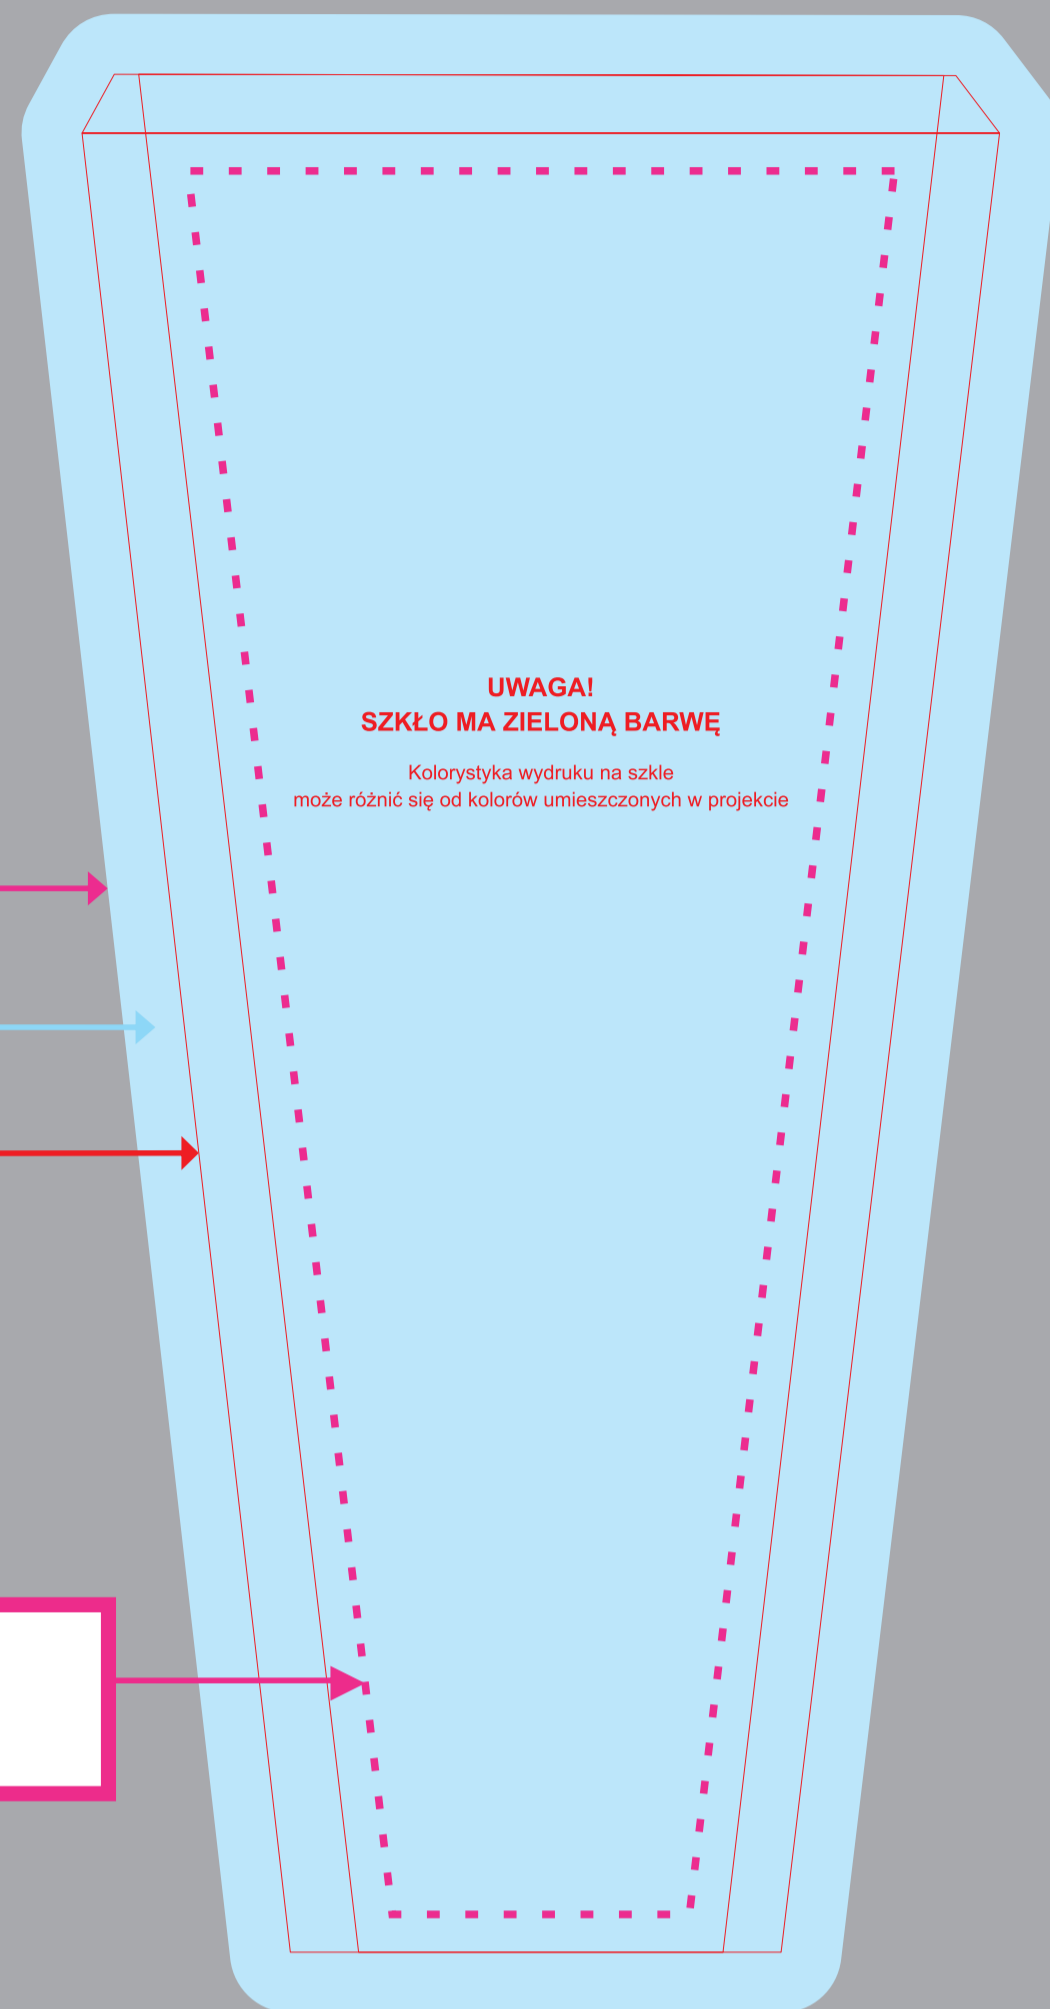 UWAGA!
SZKŁO MA ZIELONĄ BARWĘ
Kolorystyka wydruku na szkle
może różnić się od kolorów umieszczonych w projekcie